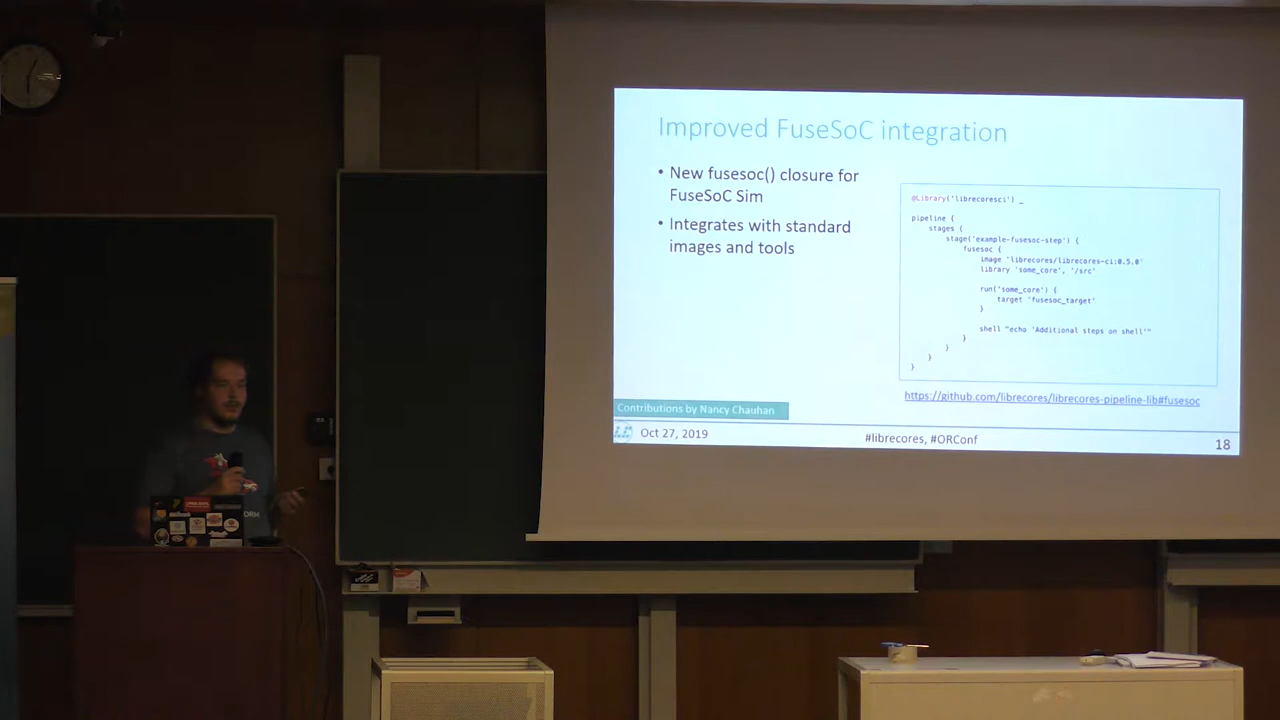 Improved FuseSoC integration
• New fusesoc() closure for
FuseSoC Sim
• Integrates with standard
images and tools
@Library('librecoresci') _
pipeline {
stages {
stage('example-fusesoc-step') {
fusesoc {
image 'librecores/librecores-ci:0.5.0'
library 'some_core', '/src'
run('some_core') {
target 'fusesoc_target'
}
shell "echo 'Additional steps on shell'"
}
}
}
}
https://github.com/librecores/librecores-pipeline-lib#fusesoc
Contributions by Nancy Chauhan
LC Oct 27, 2019
#librecores, #ORConf
18